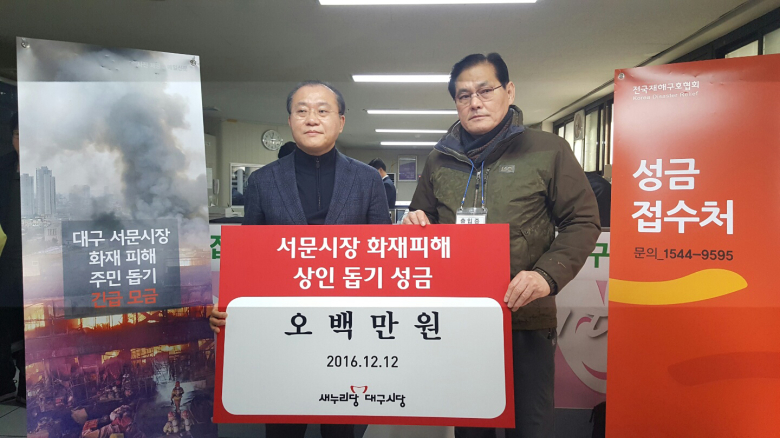 대구 서문시장
화재 피해
주민 돕기
긴급 모금
서문시장 화재피해
상인 돕기 성금
오백만원
2016.12.12
새누리당 대구시당
전국재해구호협회
성금
접수처
문의_1544-9595